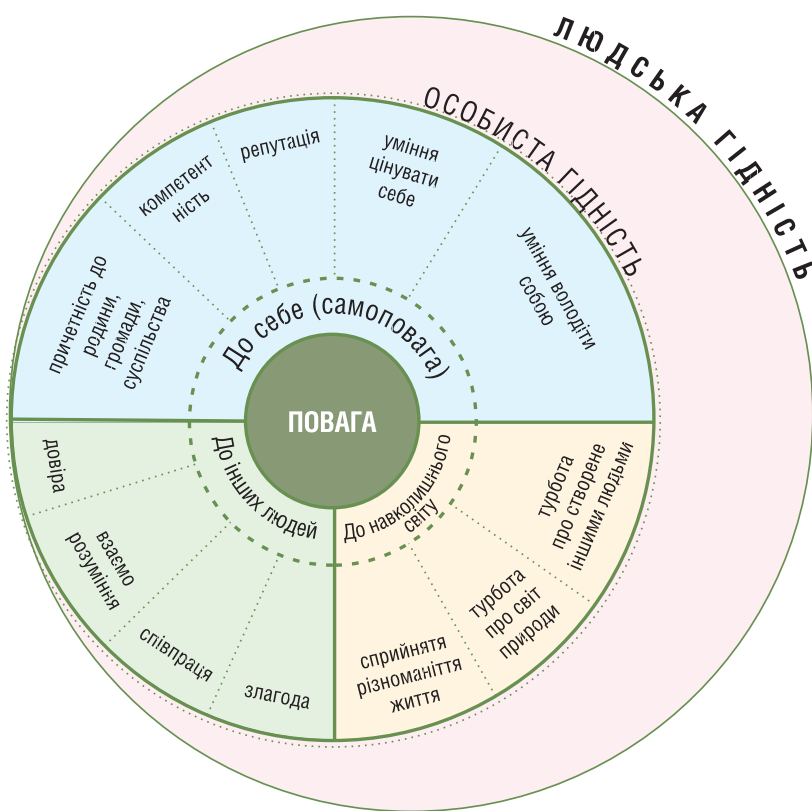 ЛЮДСЬКА ГІДНІСТЬ
ОСОБИСТА ГІДНІСТЬ
причетність до
родини,
громади,
суспільства
компетент
ність
репутація
уміння
цінувати
себе
уміння володіти
собою
До себе (самоповага)
ПОВАГА
До інших людей
довіра
взаємо
розуміння
співпраця
злагода
До навколишнього
світу
турбота
про створене
іншими людьми
турбота
про світ
природи
сприйнятя
різноманіття
життя